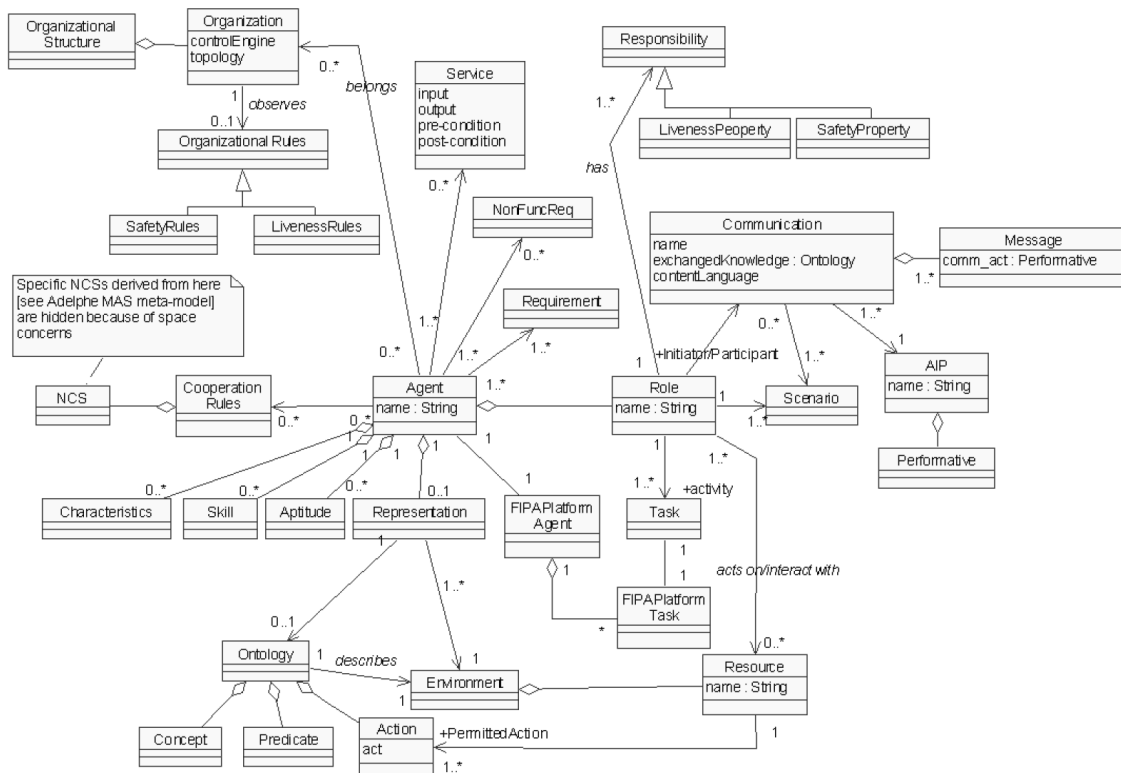 Organizational
Structure
Organization
controlEngine
topology
0..*
belongs
1
observes
0..1
Organizational Rules
SafetyRules
LivenessRules
Service
input
output
pre-condition
post-condition
0..*
NonFuncReq
0..*
Requirement
1..*
Responsibility
1..*
LivenessPeoperty
SafetyProperty
has
Communication
name
exchangedKnowledge : Ontology
contentLanguage
Message
comm_act : Performative
1..*
Specific NCSs derived from here
[see Adelphe MAS meta-model]
are hidden because of space
concerns
NCS
Cooperation
Rules
0..*
0..*
1..*
1..*
1..*
Agent
name : String
0..*
1
1
1
1
1
+Initiator/Participant
Role
name : String
1
1..*
Scenario
0..*
1..*
1..*
1
AIP
name : String
Performative
0..*
0..*
0..*
0..1
1
Characteristics
Skill
Aptitude
Representation
FIPAPlatform
Agent
1
1..*
+activity
Task
1..*
1
1
1
*
FIPAPlatform
Task
acts on/interact with
0..*
Resource
name : String
1
1..*
0..1
Ontology
1
describes
1
1
Environment
Concept
Predicate
Action
act
+PermittedAction
1..*
1